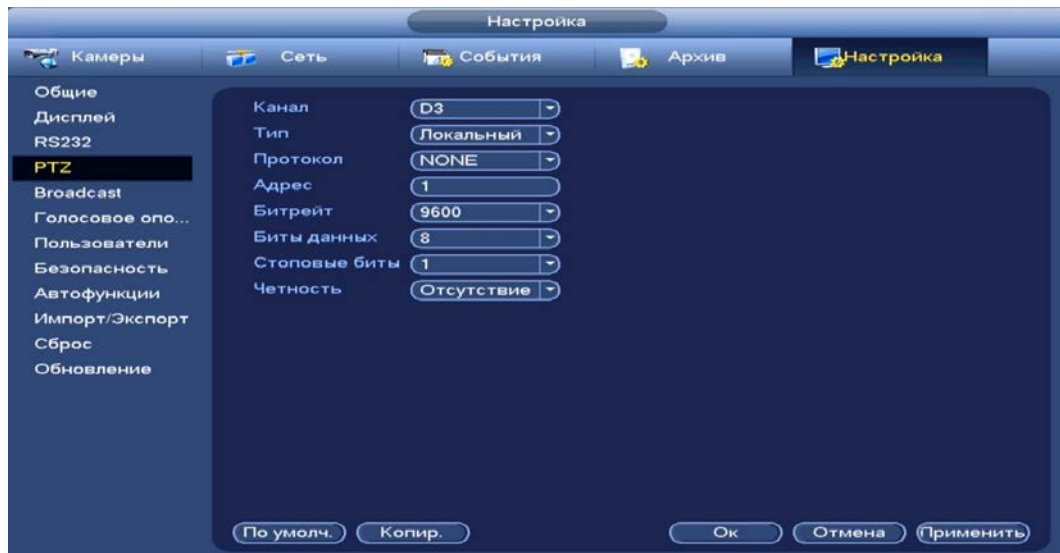 Настройка
Камеры Сеть События Архив Настройка
Общие
Дисплей
RS232
PTZ
Broadcast
Голосовое опо...
Пользователи
Безопасность
Автофункции
Импорт/Экспорт
Сброс
Обновление
Канал D3
Тип Локальный
Протокол NONE
Адрес 1
Битрейт 9600
Биты данных 8
Стоповые биты 1
Четность Отсутствие
По умолч. Копир. Ок Отмена Применить